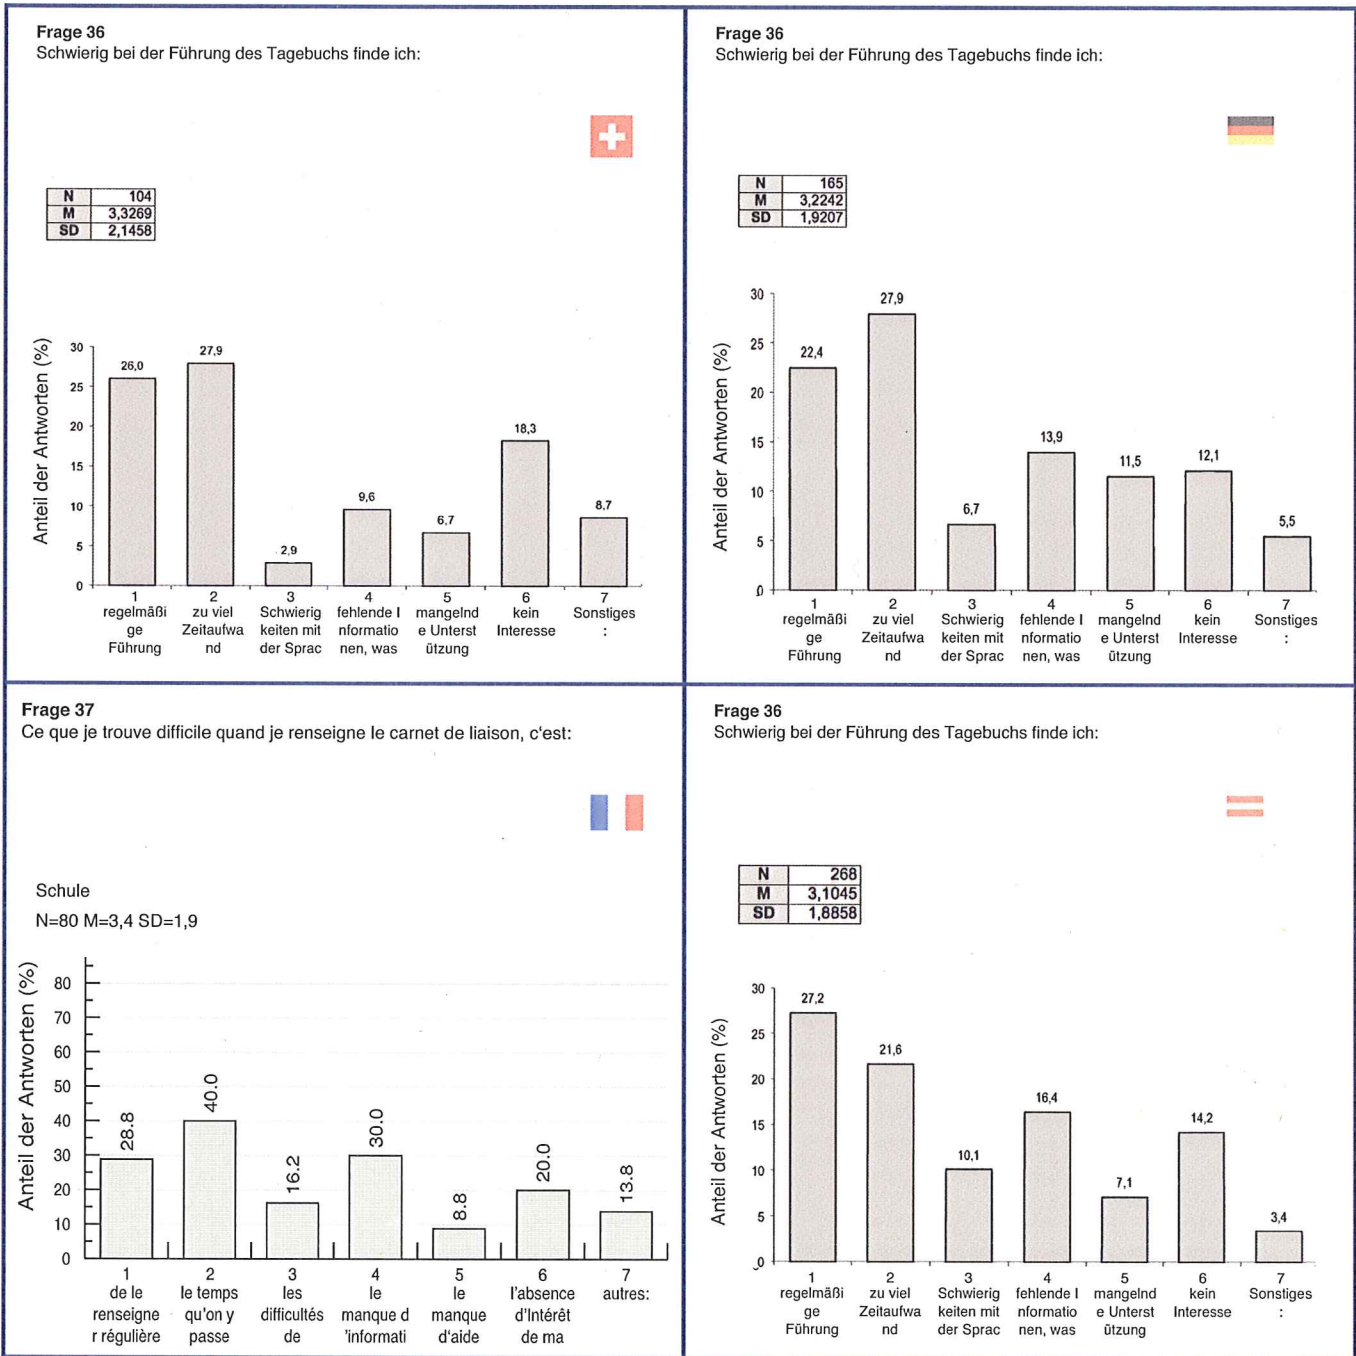 Frage 36
Schwierig bei der Führung des Tagebuchs finde ich:
N 104
M 3,3269
SD 2,1458
Anteil der Antworten (%)
30
25
20
15
10
5
0
26,0
27,9
2,9
9,6
6,7
18,3
8,7
1
regelmäßi
ge
Führung
2
zu viel
Zeitaufwa
nd
3
Schwierig
keiten mit
der Sprac
4
fehlende I
nformatio
nen, was
5
mangelnd
e Unterst
ützung
6
kein
Interesse
7
Sonstiges
:
Frage 36
Schwierig bei der Führung des Tagebuchs finde ich:
N 165
M 3,2242
SD 1,9207
Anteil der Antworten (%)
30
25
20
15
10
5
0
22,4
27,9
6,7
13,9
11,5
12,1
5,5
1
regelmäßi
ge
Führung
2
zu viel
Zeitaufwa
nd
3
Schwierig
keiten mit
der Sprac
4
fehlende I
nformatio
nen, was
5
mangelnd
e Unterst
ützung
6
kein
Interesse
7
Sonstiges
:
Frage 37
Ce que je trouve difficile quand je renseigne le carnet de liaison, c'est:
Schule
N=80 M=3,4 SD=1,9
Anteil der Antworten (%)
80
70
60
50
40
30
20
10
0
28.8
40.0
16.2
30.0
8.8
20.0
13.8
1
de le
renseigne
r régulière
2
le temps
qu'on y
passe
3
les
difficultés
de
4
le
manque d
'informati
5
le
manque
d'aide
6
l'absence
d'Intérêt
de ma
7
autres:
Frage 36
Schwierig bei der Führung des Tagebuchs finde ich:
N 268
M 3,1045
SD 1,8858
Anteil der Antworten (%)
30
25
20
15
10
5
0
27,2
21,6
10,1
16,4
7,1
14,2
3,4
1
regelmäßi
ge
Führung
2
zu viel
Zeitaufwa
nd
3
Schwierig
keiten mit
der Sprac
4
fehlende I
nformatio
nen, was
5
mangelnd
e Unterst
ützung
6
kein
Interesse
7
Sonstiges
: